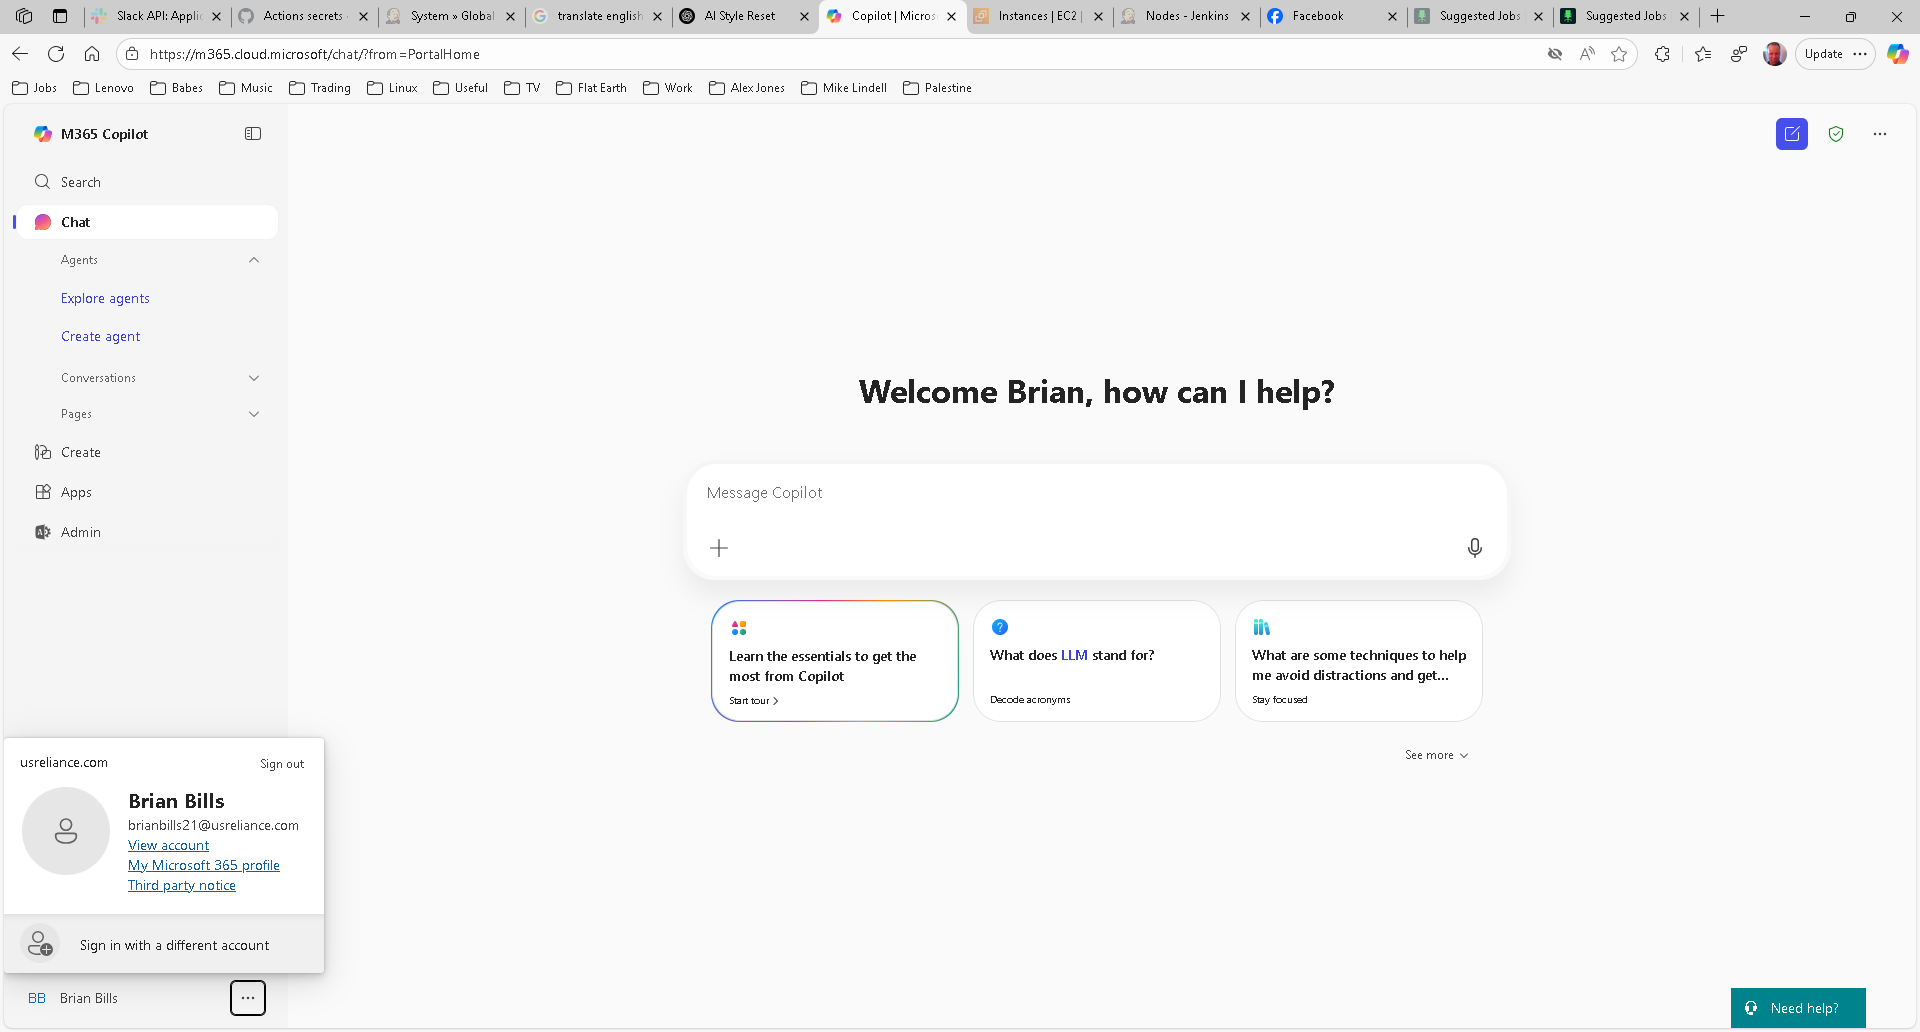 Slack API: Applic
Actions secrets
System » Global
translate english
AI Style Reset
Copilot | Micros
Instances | EC2 |
Nodes - Jenkins
Facebook
Suggested Jobs
Suggested Jobs
https://m365.cloud.microsoft/chat/?from=PortalHome
Update
Jobs
Lenovo
Babes
Music
Trading
Linux
Useful
TV
Flat Earth
Work
Alex Jones
Mike Lindell
Palestine
M365 Copilot
Search
Chat
Agents
Explore agents
Create agent
Conversations
Pages
Create
Apps
Admin
Welcome Brian, how can I help?
Message Copilot
Learn the essentials to get the
most from Copilot
Start tour
What does LLM stand for?
Decode acronyms
What are some techniques to help
me avoid distractions and get...
Stay focused
See more
usreliance.com
Sign out
Brian Bills
brianbills21@usreliance.com
View account
My Microsoft 365 profile
Third party notice
Sign in with a different account
BB
Brian Bills
Need help?